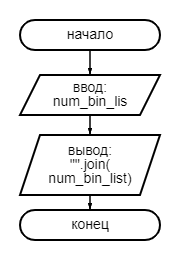 начало
ввод:
num_bin_lis
вывод:
"".join(
num_bin_list)
конец